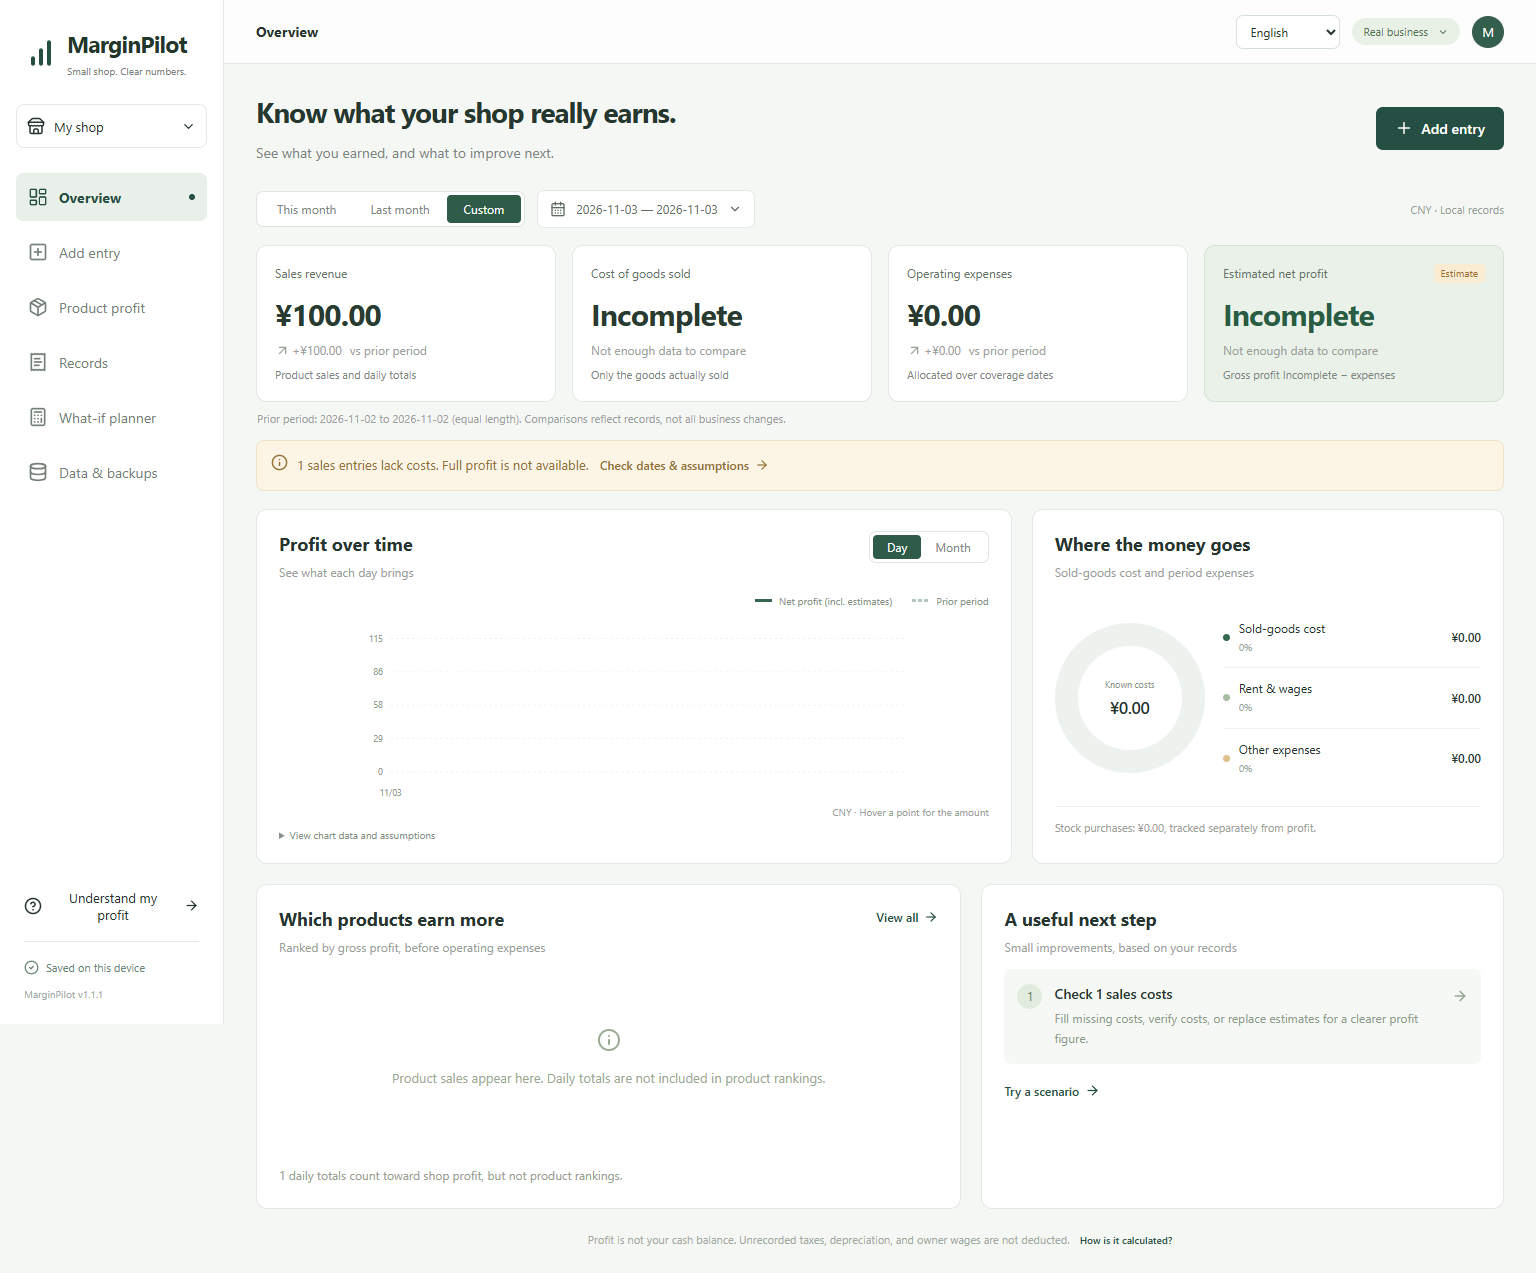 MarginPilot
Small shop. Clear numbers.
My shop
Overview
Add entry
Product profit
Records
What-if planner
Data & backups
Understand my
profit
Saved on this device
MarginPilot v1.1.1
Overview
English
Real business
M
Know what your shop really earns.
See what you earned, and what to improve next.
Add entry
This month
Last month
Custom
2026-11-03 — 2026-11-03
CNY · Local records
Sales revenue
¥100.00
+¥100.00 vs prior period
Product sales and daily totals
Cost of goods sold
Incomplete
Not enough data to compare
Only the goods actually sold
Operating expenses
¥0.00
+¥0.00 vs prior period
Allocated over coverage dates
Estimated net profit
Estimate
Incomplete
Not enough data to compare
Gross profit Incomplete − expenses
Prior period: 2026-11-02 to 2026-11-02 (equal length). Comparisons reflect records, not all business changes.
1 sales entries lack costs. Full profit is not available. Check dates & assumptions
Profit over time
See what each day brings
Day
Month
Net profit (incl. estimates)
Prior period
115
86
58
29
0
11/03
CNY · Hover a point for the amount
View chart data and assumptions
Where the money goes
Sold-goods cost and period expenses
Known costs
¥0.00
Sold-goods cost
0%
¥0.00
Rent & wages
0%
¥0.00
Other expenses
0%
¥0.00
Stock purchases: ¥0.00, tracked separately from profit.
Which products earn more
View all
Ranked by gross profit, before operating expenses
Product sales appear here. Daily totals are not included in product rankings.
1 daily totals count toward shop profit, but not product rankings.
A useful next step
Small improvements, based on your records
1
Check 1 sales costs
Fill missing costs, verify costs, or replace estimates for a clearer profit
figure.
Try a scenario
Profit is not your cash balance. Unrecorded taxes, depreciation, and owner wages are not deducted. How is it calculated?